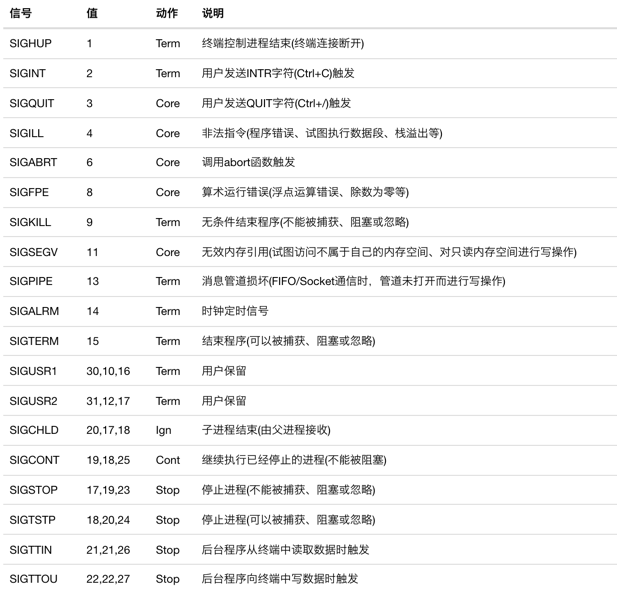 信号 值 动作 说明
SIGHUP 1 Term 终端控制进程结束(终端连接断开)
SIGINT 2 Term 用户发送INTR字符(Ctrl+C)触发
SIGQUIT 3 Core 用户发送QUIT字符(Ctrl+/)触发
SIGILL 4 Core 非法指令(程序错误、试图执行数据段、栈溢出等)
SIGABRT 6 Core 调用abort函数触发
SIGFPE 8 Core 算术运行错误(浮点运算错误、除数为零等)
SIGKILL 9 Term 无条件结束程序(不能被捕获、阻塞或忽略)
SIGSEGV 11 Core 无效内存引用(试图访问不属于自己的内存空间、对只读内存空间进行写操作)
SIGPIPE 13 Term 消息管道损坏(FIFO/Socket通信时，管道未打开而进行写操作)
SIGALRM 14 Term 时钟定时信号
SIGTERM 15 Term 结束程序(可以被捕获、阻塞或忽略)
SIGUSR1 30,10,16 Term 用户保留
SIGUSR2 31,12,17 Term 用户保留
SIGCHLD 20,17,18 Ign 子进程结束(由父进程接收)
SIGCONT 19,18,25 Cont 继续执行已经停止的进程(不能被阻塞)
SIGSTOP 17,19,23 Stop 停止进程(不能被捕获、阻塞或忽略)
SIGTSTP 18,20,24 Stop 停止进程(可以被捕获、阻塞或忽略)
SIGTTIN 21,21,26 Stop 后台程序从终端中读取数据时触发
SIGTTOU 22,22,27 Stop 后台程序向终端中写数据时触发